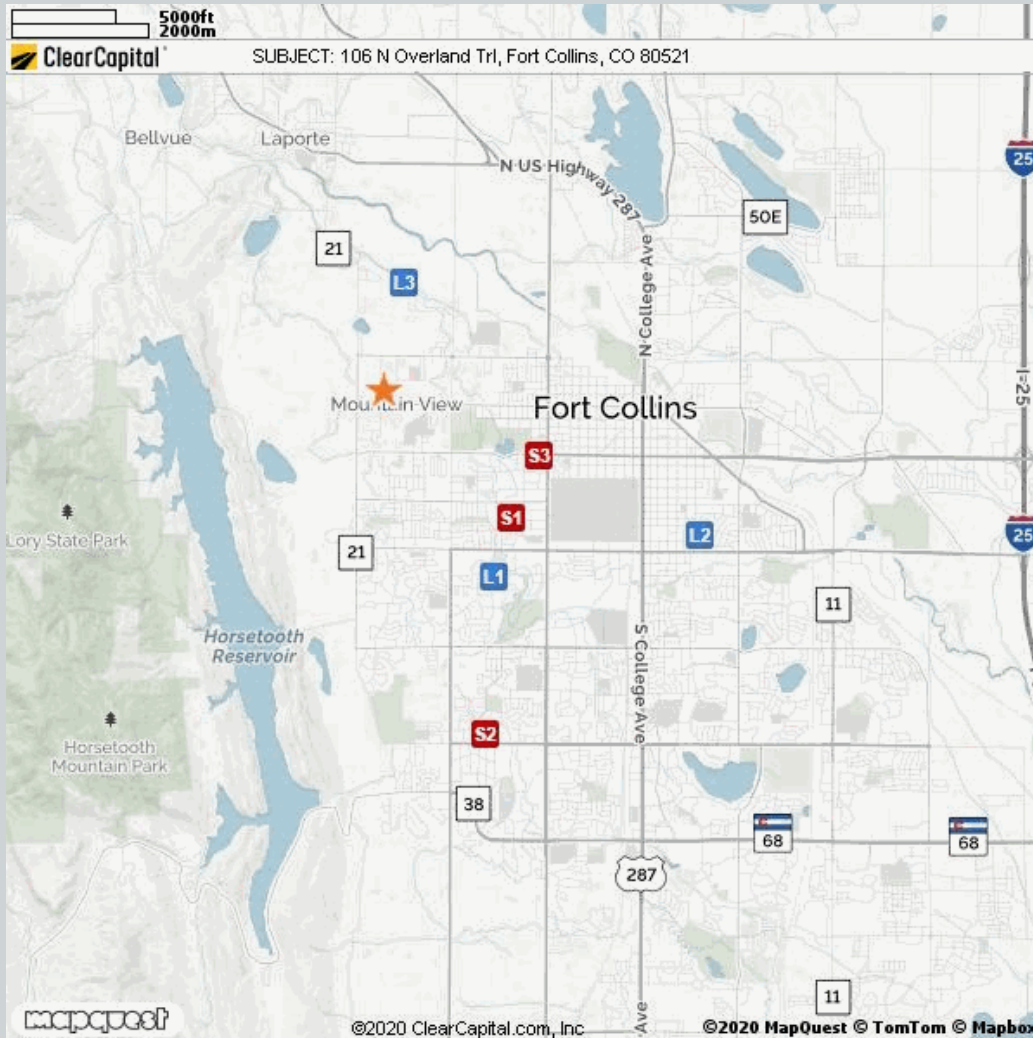 5000ft
2000m
ClearCapital
SUBJECT: 106 N Overland Trl, Fort Collins, CO 80521
Bellvue
Laporte
N US Highway 287
25
50E
21
L3
N College Ave
I-25
Mountain View
Fort Collins
S3
S1
Lory State Park
21
L2
25
L1
11
Horsetooth
Reservoir
S College Ave
S2
Horsetooth
Mountain Park
38
68
68
287
11
Ave
mapquest
©2020 ClearCapital.com, Inc
©2020 MapQuest © TomTom © Mapbox